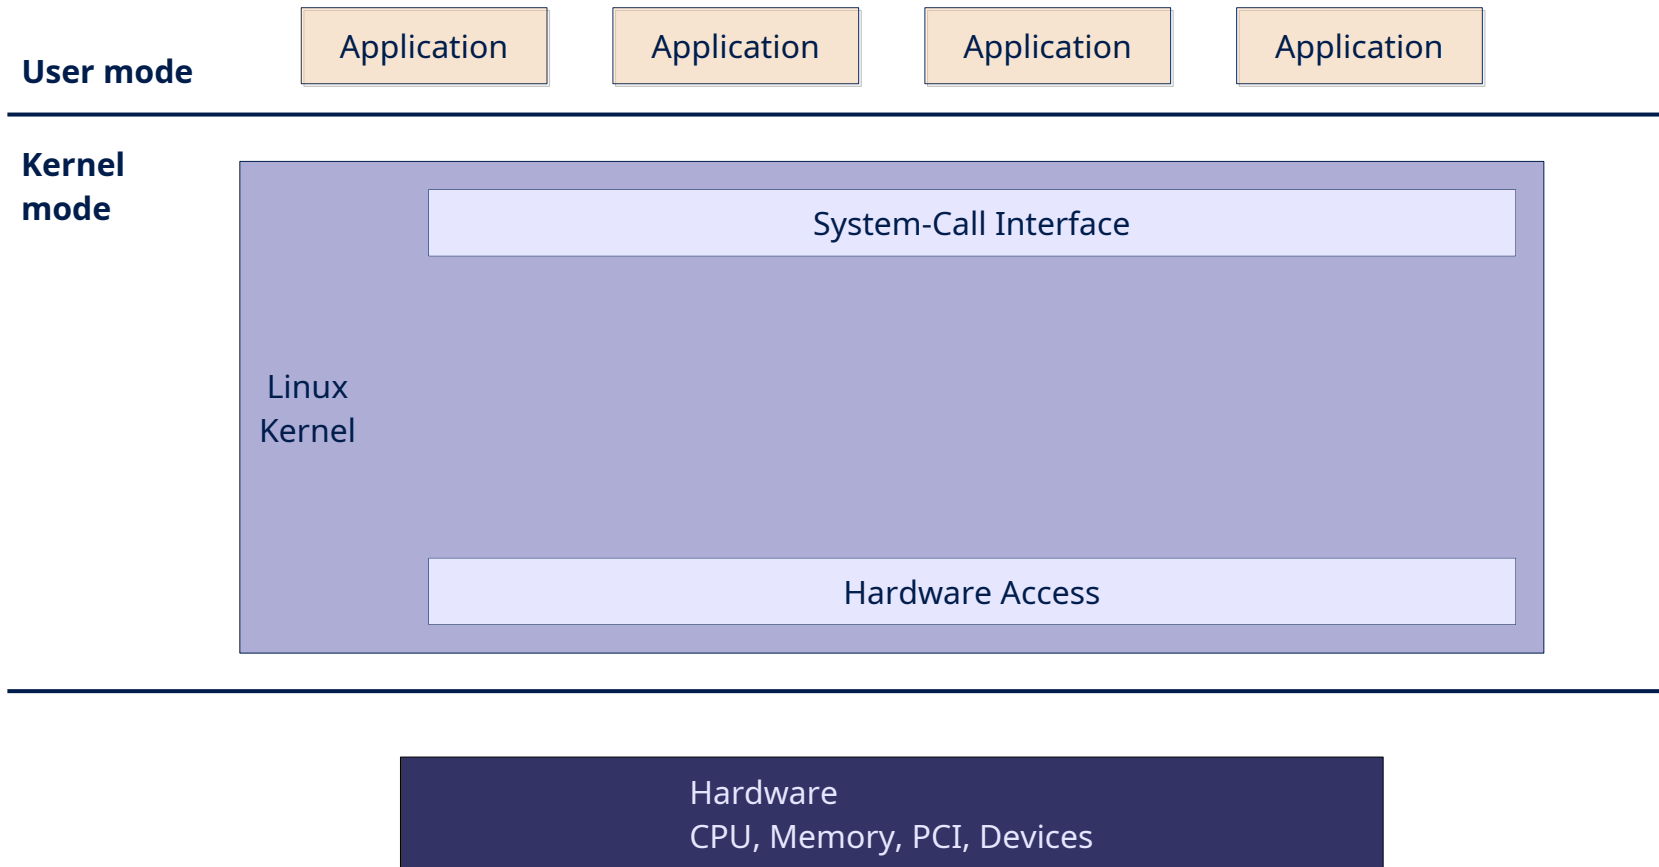 Application
Application
Application
Application
User mode
Kernel
mode
System-Call Interface
Linux
Kernel
Hardware Access
Hardware
CPU, Memory, PCI, Devices